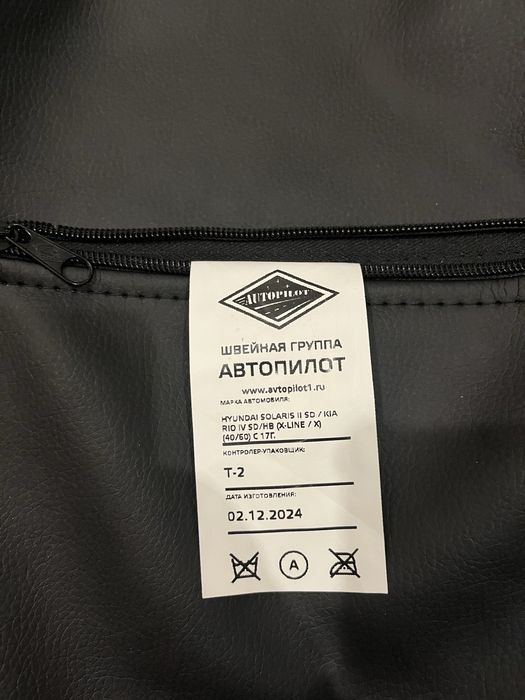 AUTOPILOT
ШВЕЙНАЯ ГРУППА
АВТОПИЛОТ
www.avtopilot1.ru
МАРКА АВТОМОБИЛЯ:
HYUNDAI SOLARIS II SD / KIA
RIO IV SD/HB (X-LINE / X)
(40/60) С 17Г.
КОНТРОЛЕР-УПАКОВЩИК:
Т-2
ДАТА ИЗГОТОВЛЕНИЯ:
02.12.2024
A